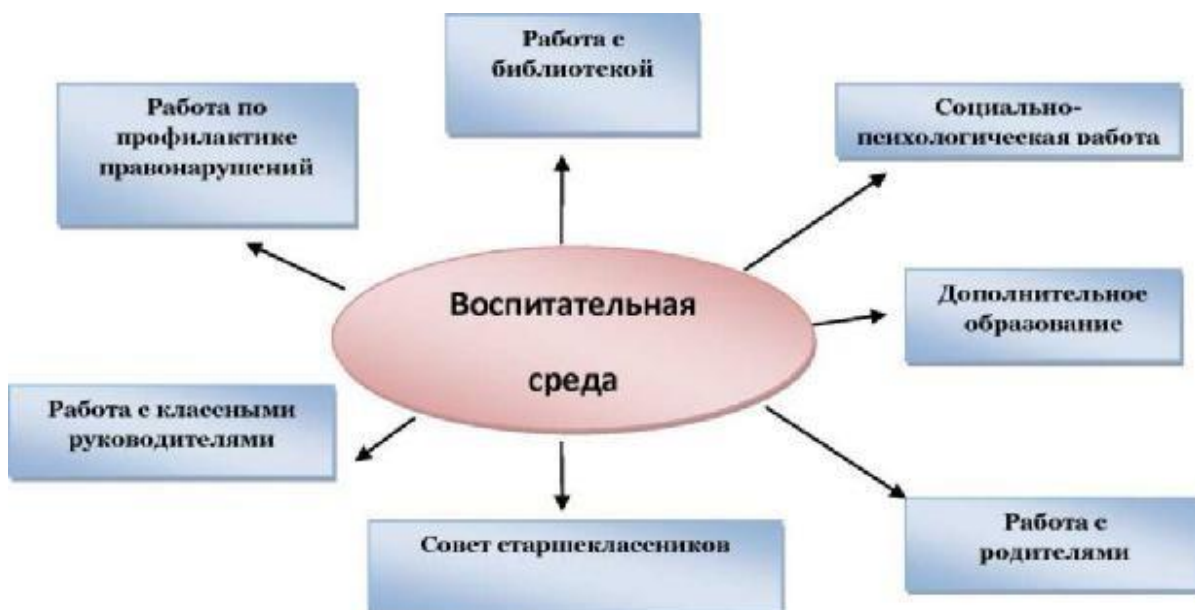 Работа с
библиотекой
Работа по
профилактике
правонарушений
Социально-
психологическая работа
Воспитательная
среда
Дополнительное
образование
Работа с классными
руководителями
Совет старшеклассников
Работа с
родителями